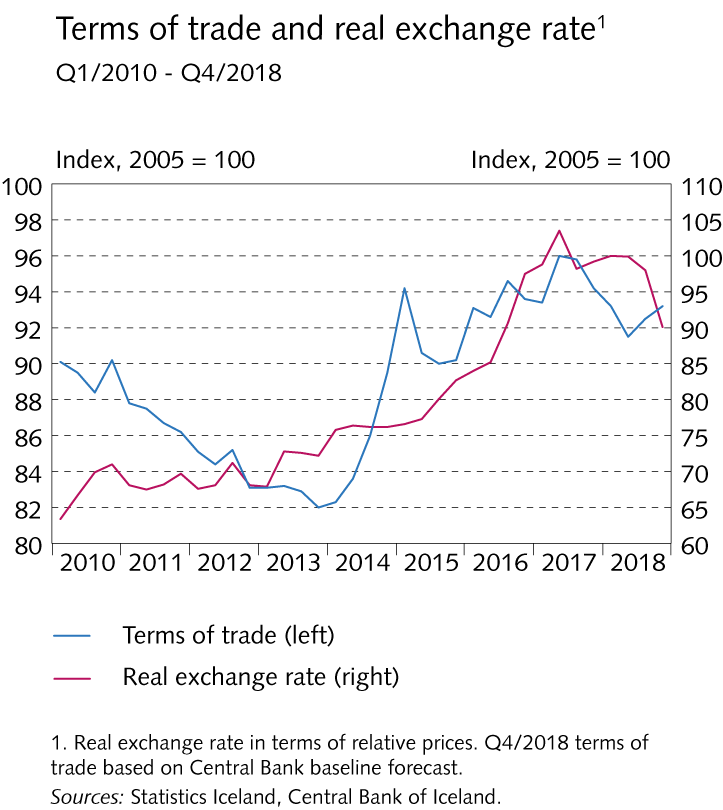 Terms of trade and real exchange rate¹
Q1/2010 - Q4/2018
Index, 2005 = 100 Index, 2005 = 100
100 110
98 105
96 100
94 95
92 90
90 85
88 80
86 75
84 70
82 65
80 60
2010 2011 2012 2013 2014 2015 2016 2017 2018
Terms of trade (left)
Real exchange rate (right)
1. Real exchange rate in terms of relative prices. Q4/2018 terms of
trade based on Central Bank baseline forecast.
Sources: Statistics Iceland, Central Bank of Iceland.